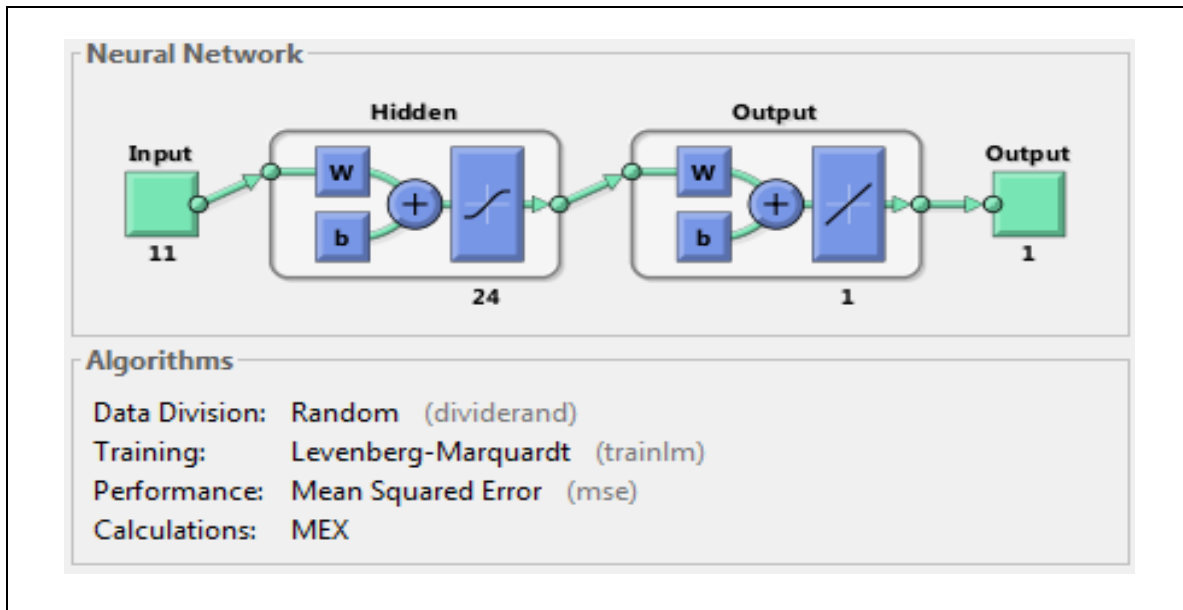 Neural Network
Hidden
Output
Input
Output
W
W
+
+
b
b
11
1
24
1
Algorithms
Data Division: Random (dividerand)
Training: Levenberg-Marquardt (trainlm)
Performance: Mean Squared Error (mse)
Calculations: MEX